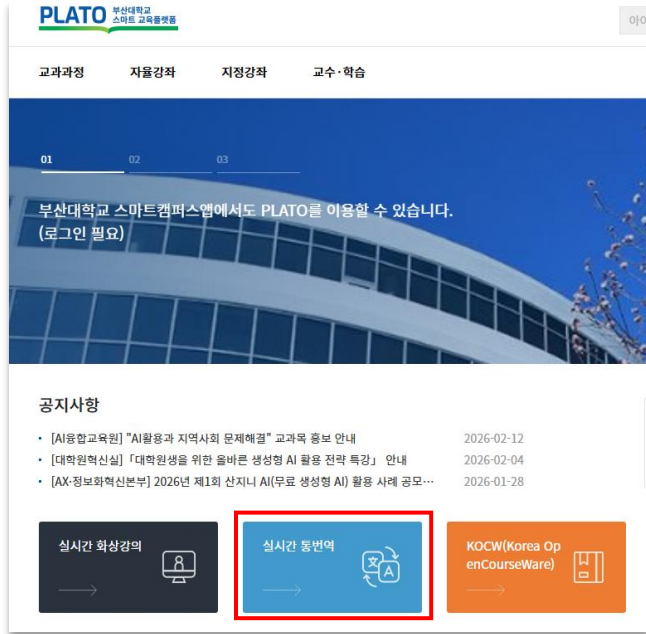 PLATO 부산대학교
스마트 교육플랫폼
아이
교과과정 자율강좌 지정강좌 교수·학습
01 02 03
부산대학교 스마트캠퍼스앱에서도 PLATO를 이용할 수 있습니다.
(로그인 필요)
공지사항
[AI융합교육원] "AI활용과 지역사회 문제해결" 교과목 홍보 안내 2026-02-12
[대학원혁신실]「대학원생을 위한 올바른 생성형 AI 활용 전략 특강」 안내 2026-02-04
[AX·정보화혁신본부] 2026년 제1회 산지니 AI(무료 생성형 AI) 활용 사례 공모… 2026-01-28
실시간 화상강의
실시간 통번역
文 A
KOCW(Korea Op
enCourseWare)